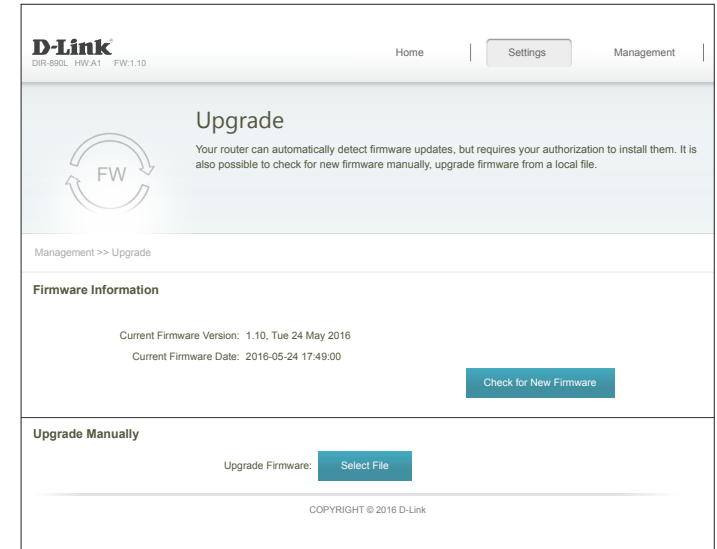 D-Link
DIR-890L HW:A1 FW:1.10
Home
Settings
Management
Upgrade
Your router can automatically detect firmware updates, but requires your authorization to install them. It is
also possible to check for new firmware manually, upgrade firmware from a local file.
FW
Management >> Upgrade
Firmware Information
Current Firmware Version: 1.10, Tue 24 May 2016
Current Firmware Date: 2016-05-24 17:49:00
Check for New Firmware
Upgrade Manually
Upgrade Firmware: Select File
COPYRIGHT © 2016 D-Link